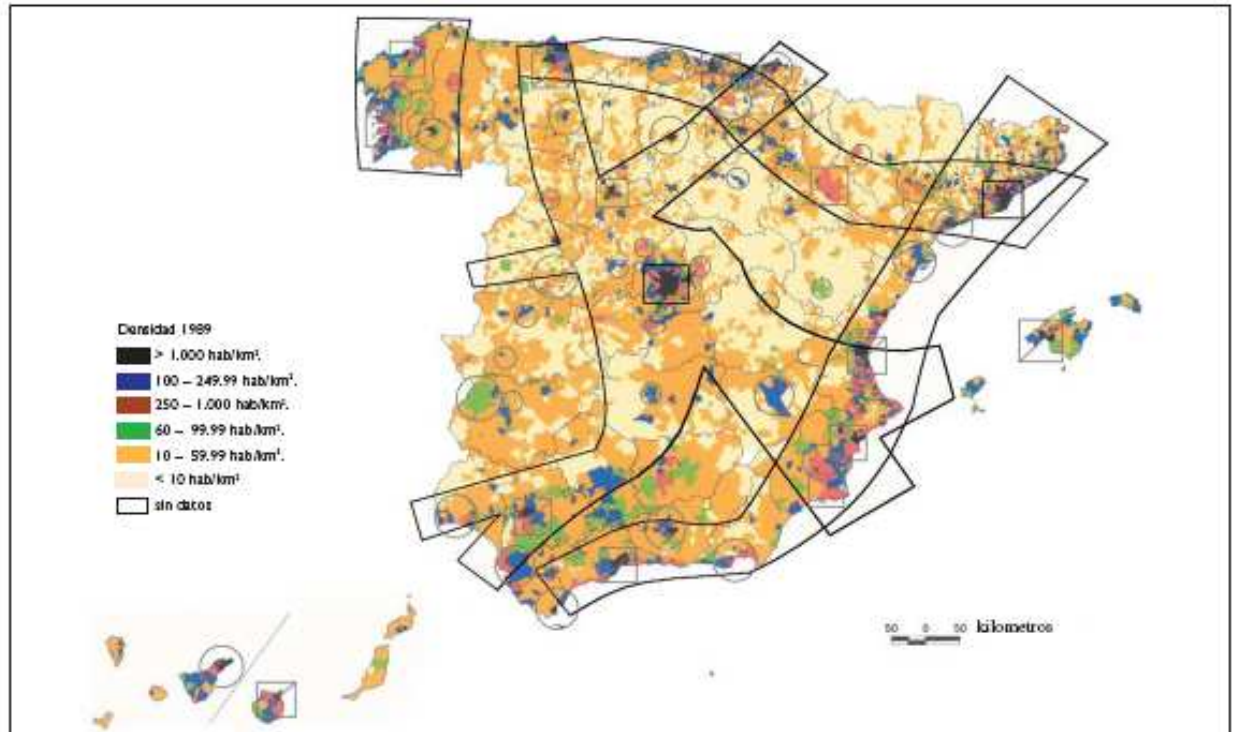 Densidad 1989
> 1.000 hab/km².
100 – 249.99 hab/km².
250 – 1.000 hab/km².
60 – 99.99 hab/km².
10 – 59.99 hab/km².
< 10 hab/km²
sin datos
50 0 50 kilometros